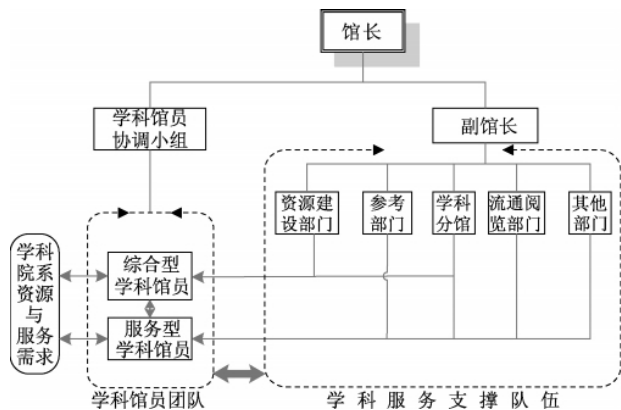 馆长
学科馆员
协调小组
副馆长
资源建
设部门
参考
部门
学科
分馆
流通阅
览部门
其他
部门
学科
院系
资源
与
服务
需求
综合型
学科馆员
服务型
学科馆员
学科馆员团队
学科服务支撑队伍